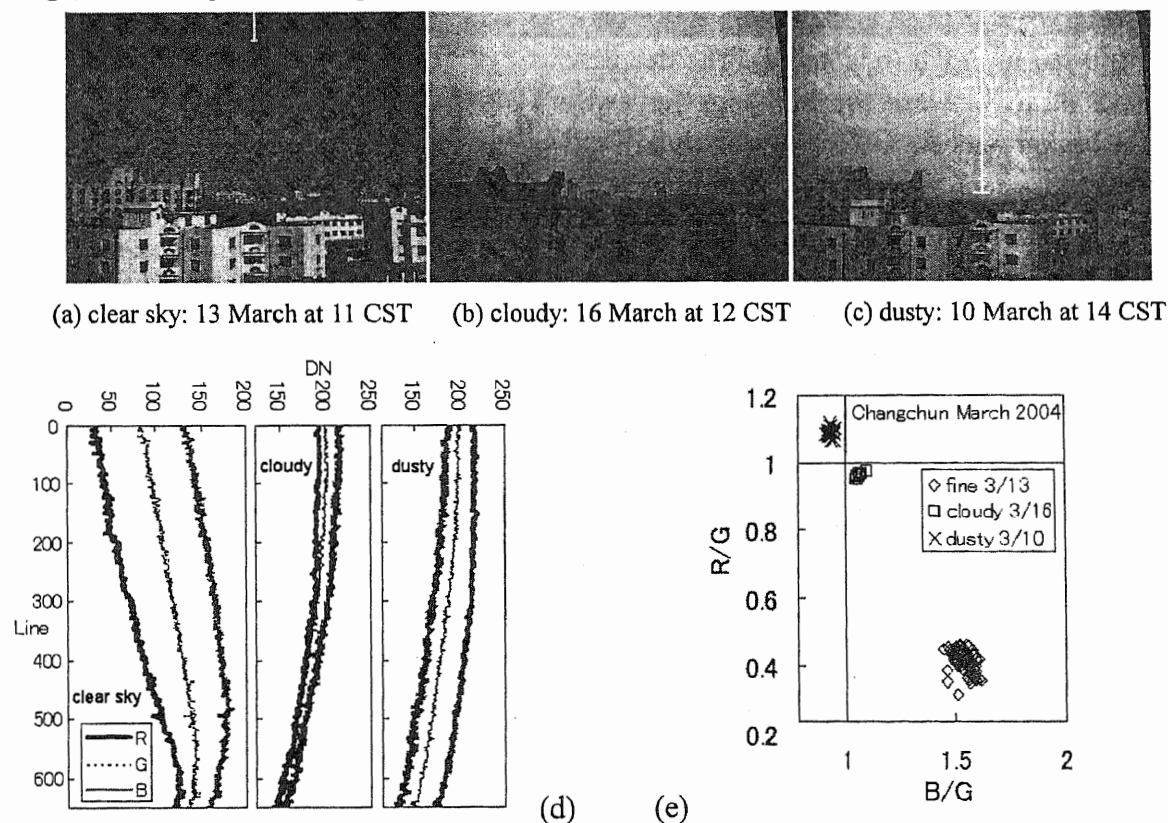 (a) clear sky: 13 March at 11 CST (b) cloudy: 16 March at 12 CST (c) dusty: 10 March at 14 CST
DN
0 50 100 150 200 150 200 250 150 200 250
0
100
200
300
Line
400
500
600
cloudy
dusty
clear sky
R
G
B
(d)
1.2
1
0.8
0.6
0.4
0.2
R/G
Changchun March 2004
fine 3/13
cloudy 3/16
dusty 3/10
1 1.5 2
B/G
(e)